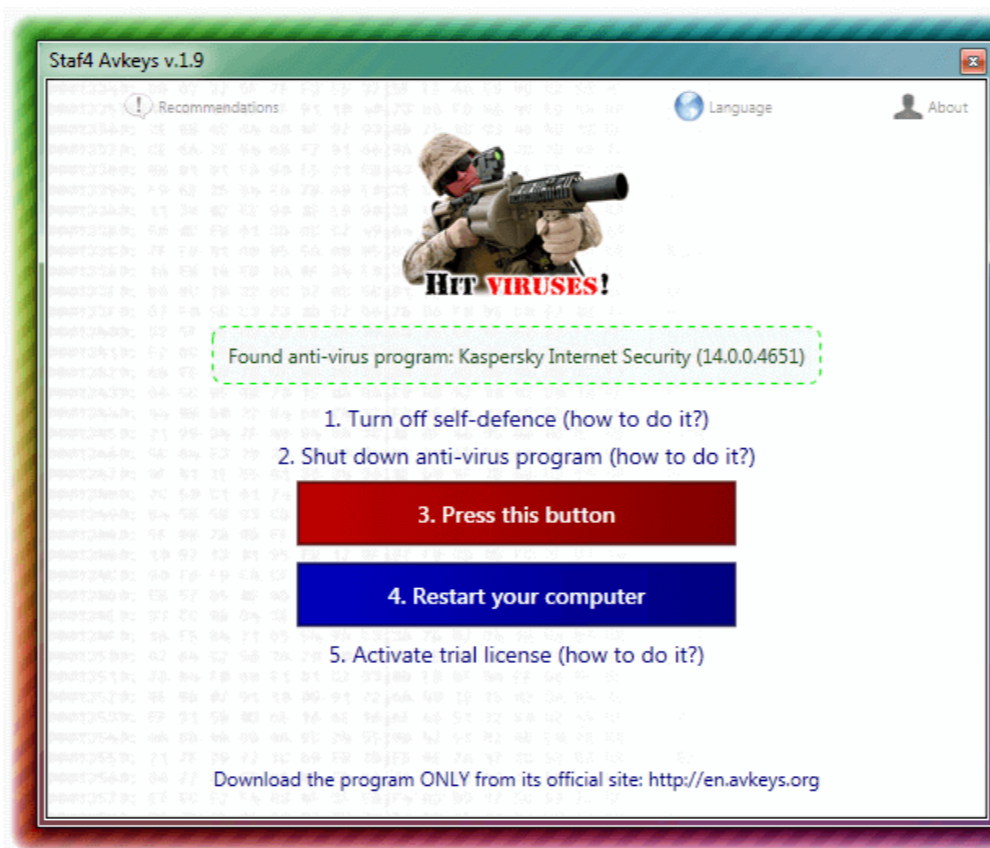 Staf4 Avkeys v.1.9
Recommendations
Language
About
HIT VIRUSES!
Found anti-virus program: Kaspersky Internet Security (14.0.0.4651)
1. Turn off self-defence (how to do it?)
2. Shut down anti-virus program (how to do it?)
3. Press this button
4. Restart your computer
5. Activate trial license (how to do it?)
Download the program ONLY from its official site: http://en.avkeys.org